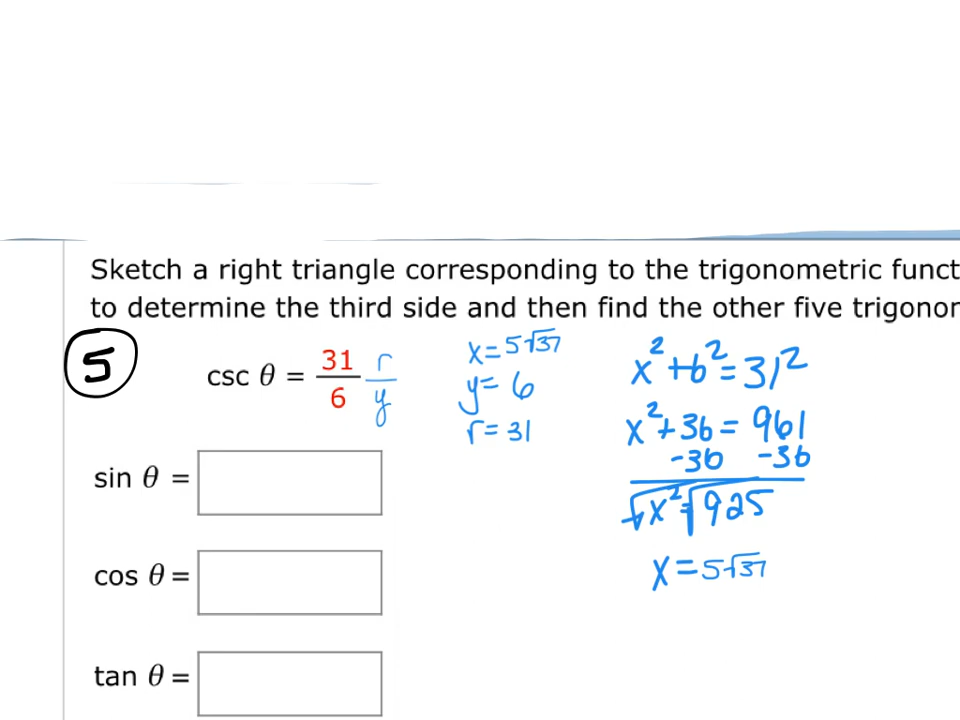 Sketch a right triangle corresponding to the trigonometric funct
to determine the third side and then find the other five trigonor
5
csc θ = 31/6 r/y
x=5√37
y= 6
r= 31
x²+6²=31²
x²+36= 961
-36 -36
√x²=√925
x=5√37
sin θ =
cos θ =
tan θ =